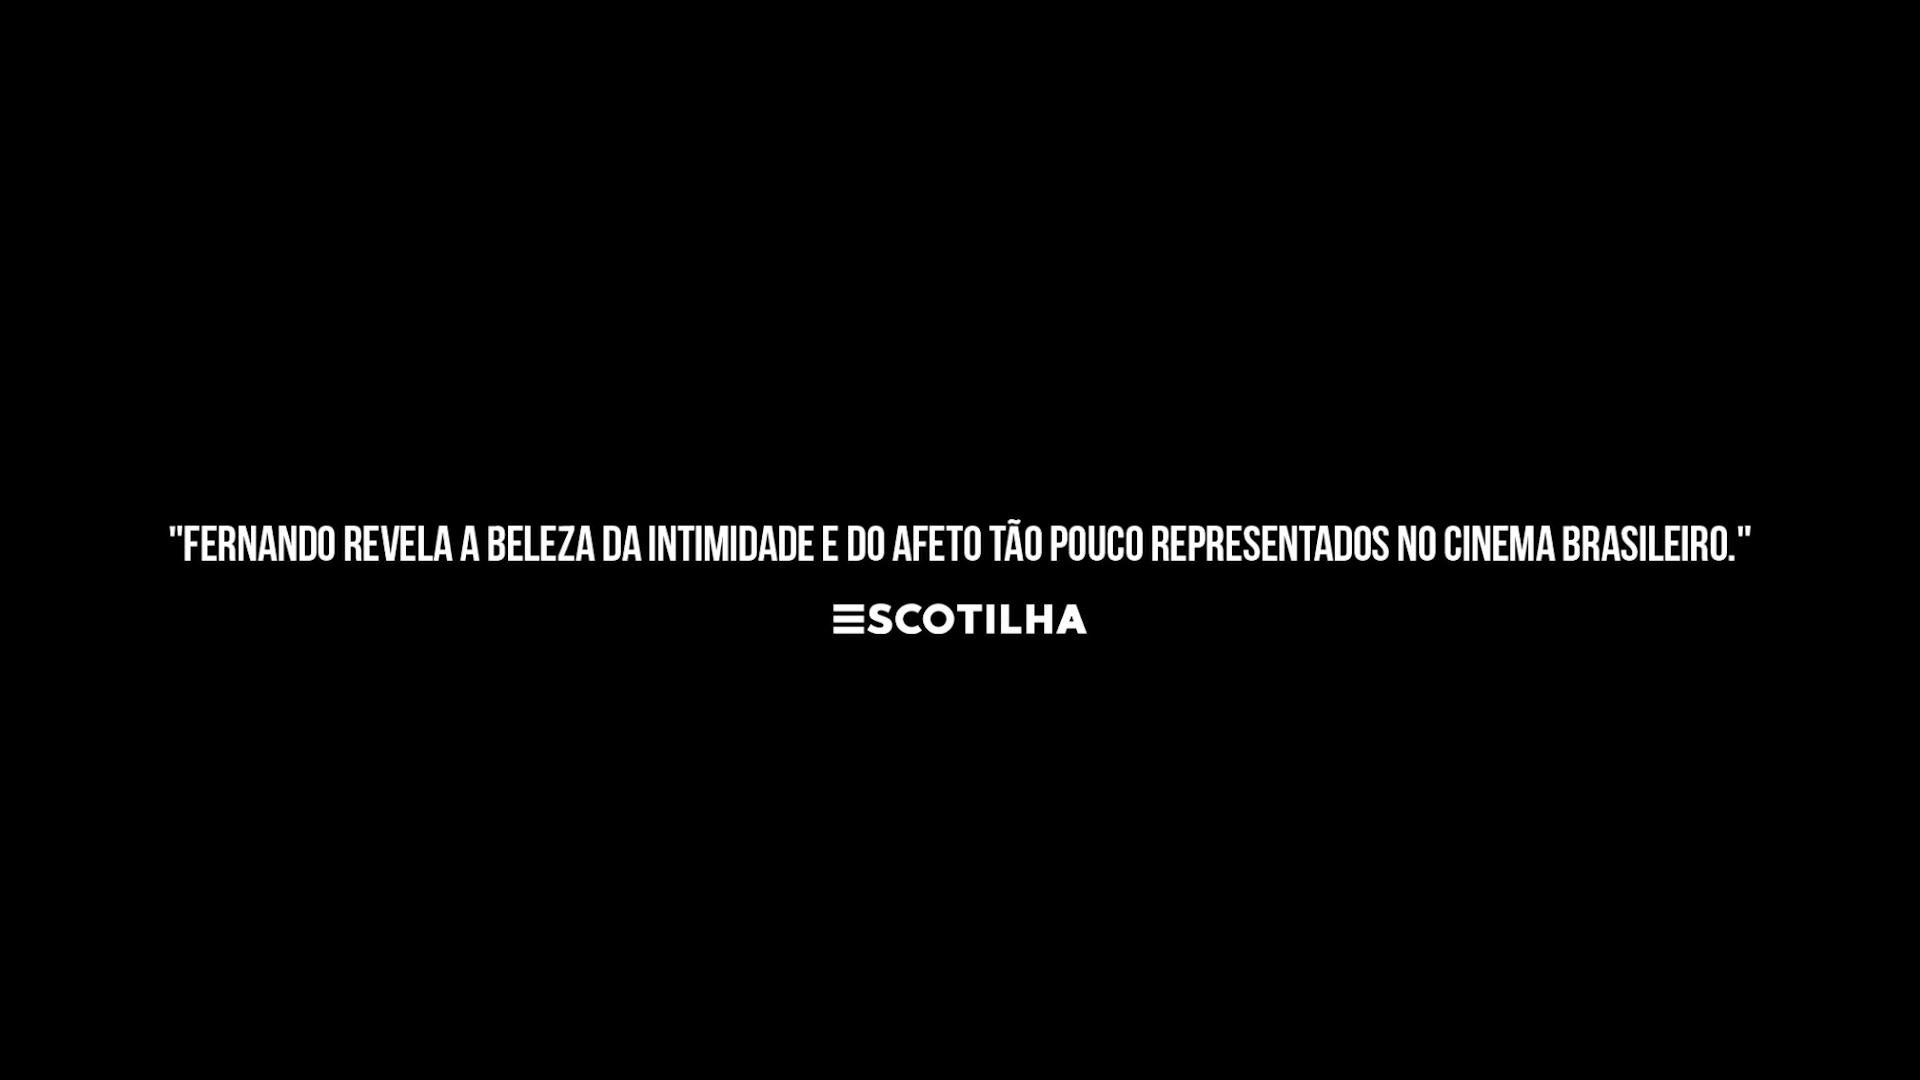 "FERNANDO REVELA A BELEZA DA INTIMIDADE E DO AFETO TÃO POUCO REPRESENTADOS NO CINEMA BRASILEIRO."
ESCOTILHA